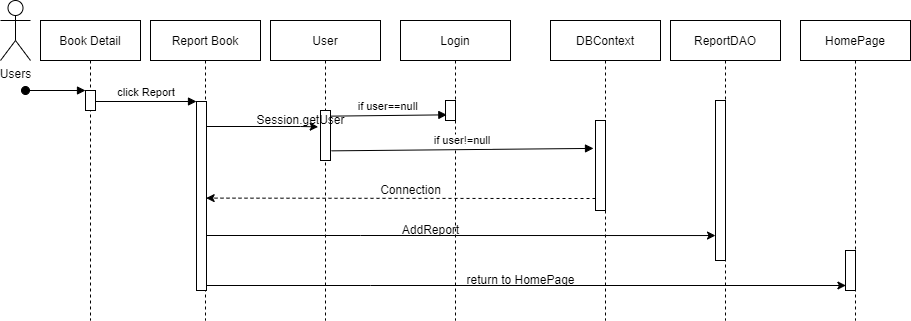 Book Detail
Report Book
User
Login
DBContext
ReportDAO
HomePage
Users
click Report
if user==null
Session.getUser
if user!=null
Connection
AddReport
return to HomePage